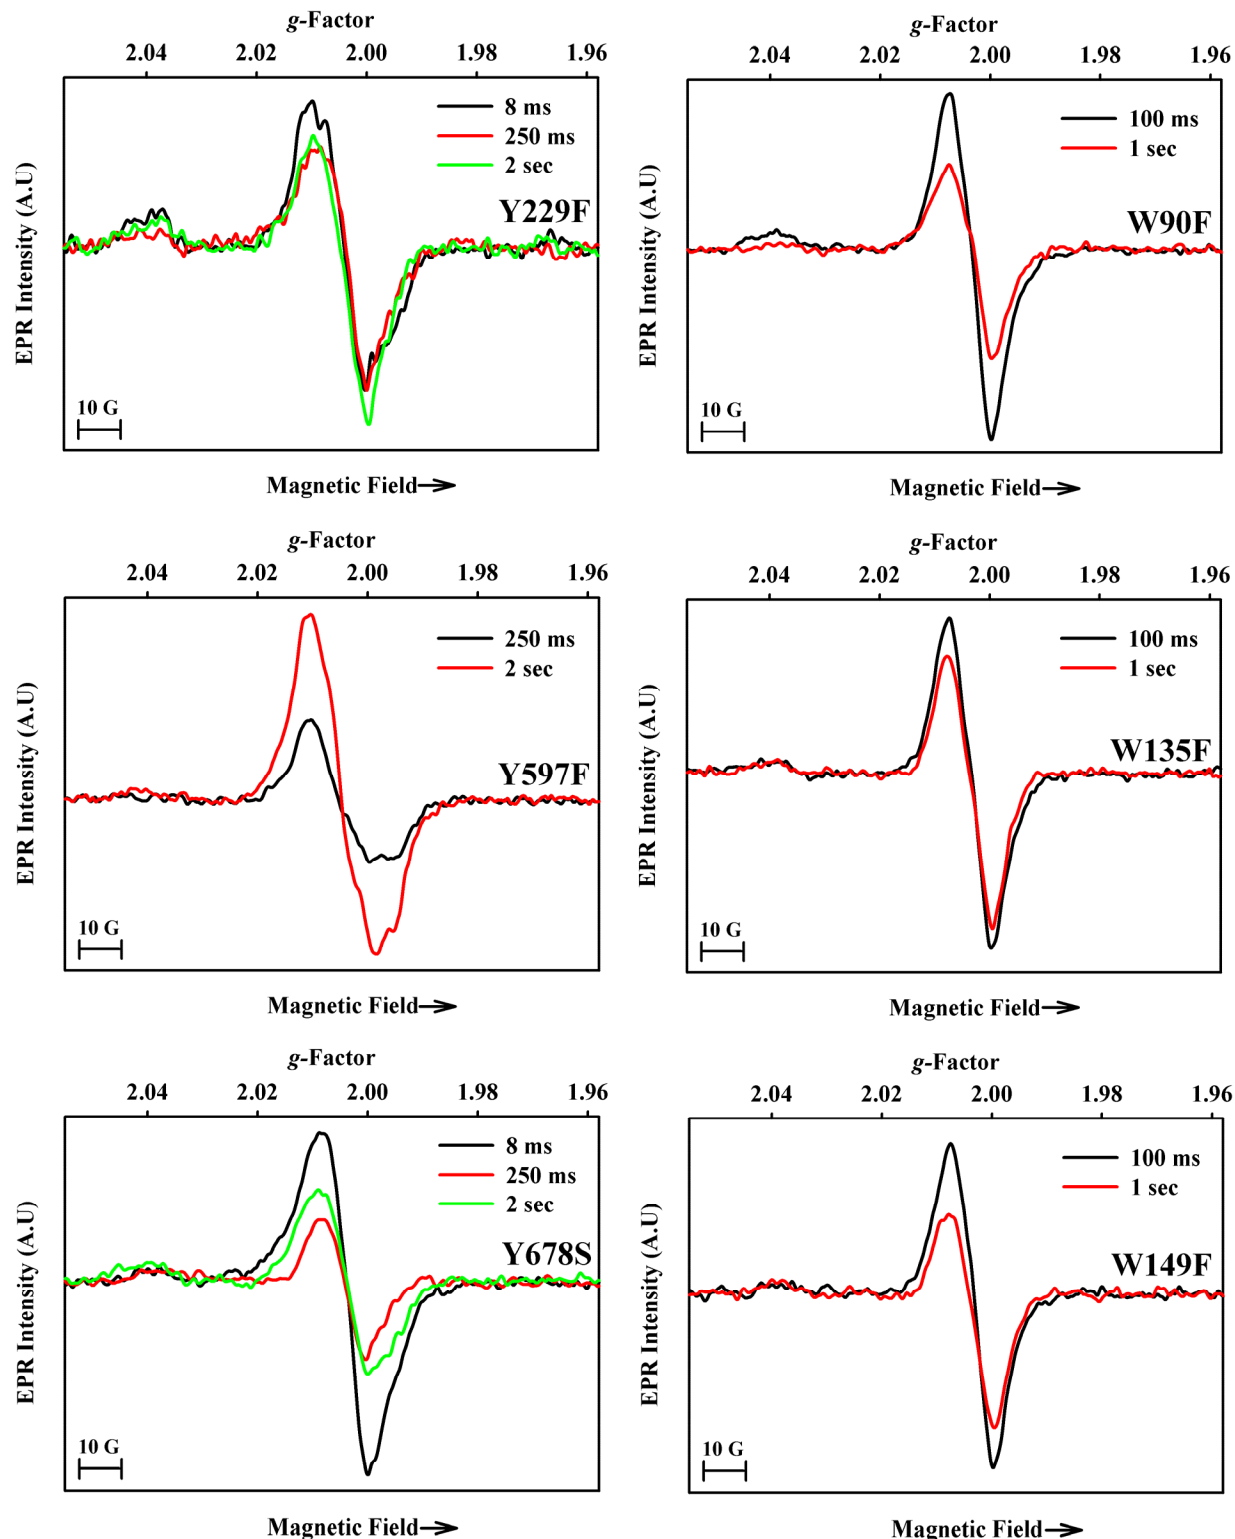 g-Factor
2.04 2.02 2.00 1.98 1.96
8 ms
250 ms
2 sec
Y229F
EPR Intensity (A.U)
10 G
Magnetic Field
g-Factor
2.04 2.02 2.00 1.98 1.96
100 ms
1 sec
W90F
EPR Intensity (A.U)
10 G
Magnetic Field
g-Factor
2.04 2.02 2.00 1.98 1.96
250 ms
2 sec
Y597F
EPR Intensity (A.U)
10 G
Magnetic Field
g-Factor
2.04 2.02 2.00 1.98 1.96
100 ms
1 sec
W135F
EPR Intensity (A.U)
10 G
Magnetic Field
g-Factor
2.04 2.02 2.00 1.98 1.96
8 ms
250 ms
2 sec
Y678S
EPR Intensity (A.U)
10 G
Magnetic Field
g-Factor
2.04 2.02 2.00 1.98 1.96
100 ms
1 sec
W149F
EPR Intensity (A.U)
10 G
Magnetic Field